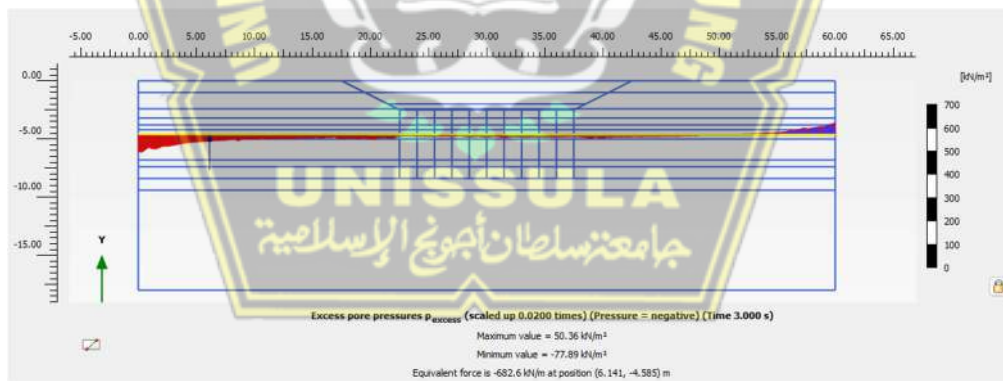 UNG
NG
-5.00 0.00 5.00 10.00 15.00 20.00 25.00 30.00 35.00 40.00 45.00 50.00 55.00 60.00 65.00
0.00
-5.00
-10.00
-15.00
Y
[kN/m²]
700
600
500
400
300
200
100
0
UNISSULA
جامعتسلطان أجونج الإسلامية
Excess pore pressures p_excess (scaled up 0.0200 times) (Pressure = negative) (Time 3.000 s)
Maximum value = 50.36 kN/m²
Minimum value = -77.89 kN/m²
Equivalent force is -682.6 kN/m at position (6.141, -4.585) m